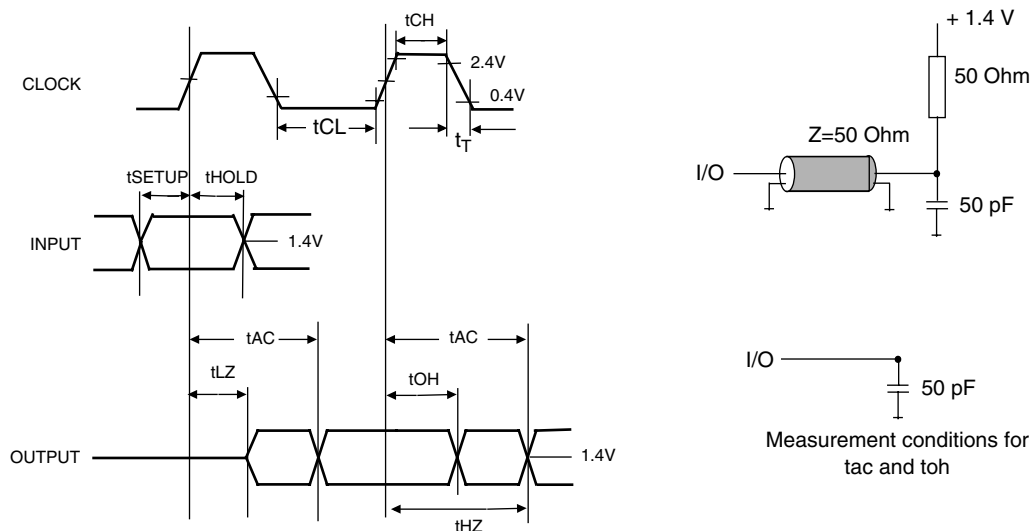 tCH
2.4V
CLOCK
0.4V
tCL
tT
tSETUP
tHOLD
INPUT
1.4V
tAC
tAC
tLZ
tOH
OUTPUT
1.4V
tHZ
+ 1.4 V
50 Ohm
Z=50 Ohm
I/O
50 pF
I/O
50 pF
Measurement conditions for
tac and toh